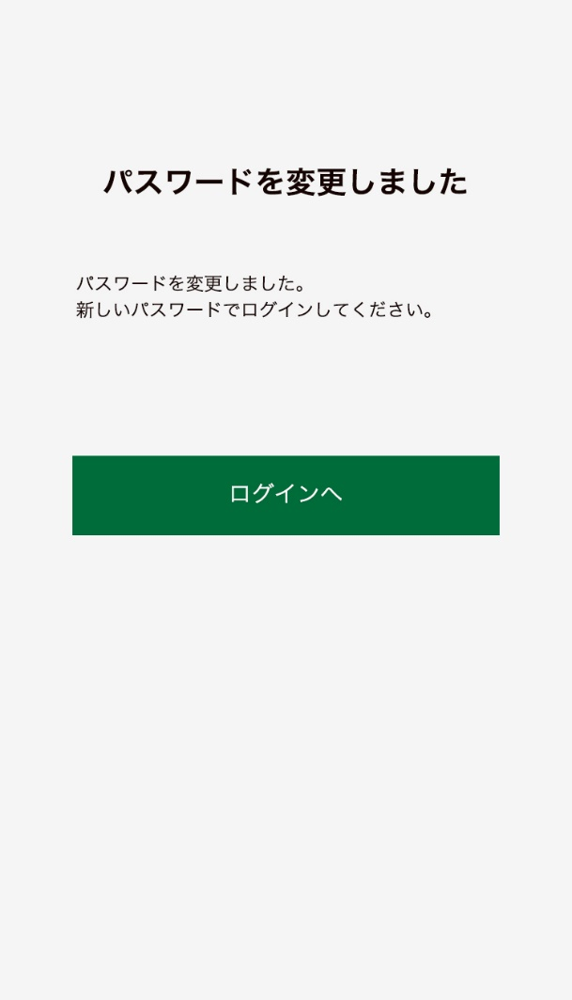 パスワードを変更しました
パスワードを変更しました。
新しいパスワードでログインしてください。
ログインへ